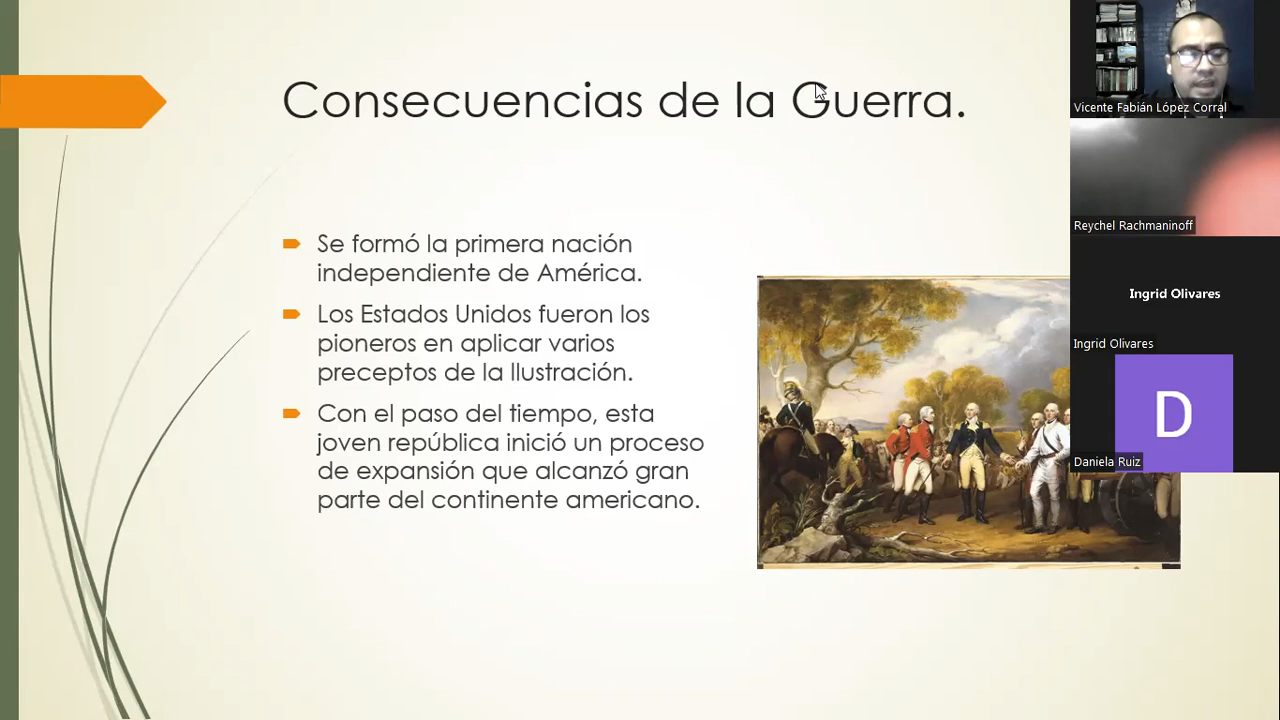 Consecuencias de la Guerra.
Se formó la primera nación
independiente de América.
Los Estados Unidos fueron los
pioneros en aplicar varios
preceptos de la Ilustración.
Con el paso del tiempo, esta
joven república inició un proceso
de expansión que alcanzó gran
parte del continente americano.
Vicente Fabián López Corral
Reychel Rachmaninoff
Ingrid Olivares
Ingrid Olivares
D
Daniela Ruiz